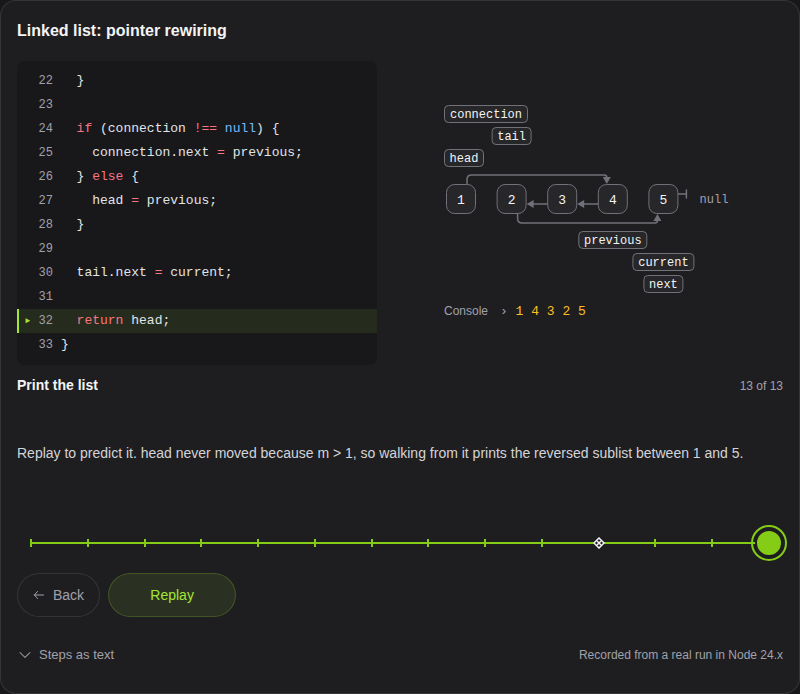 Linked list: pointer rewiring
22 }
23
24 if (connection !== null) {
25 connection.next = previous;
26 } else {
27 head = previous;
28 }
29
30 tail.next = current;
31
32 return head;
33 }
connection
tail
head
1 2 3 4 5 null
previous
current
next
Console › 1 4 3 2 5
Print the list
13 of 13
Replay to predict it. head never moved because m > 1, so walking from it prints the reversed sublist between 1 and 5.
Back
Replay
Steps as text
Recorded from a real run in Node 24.x